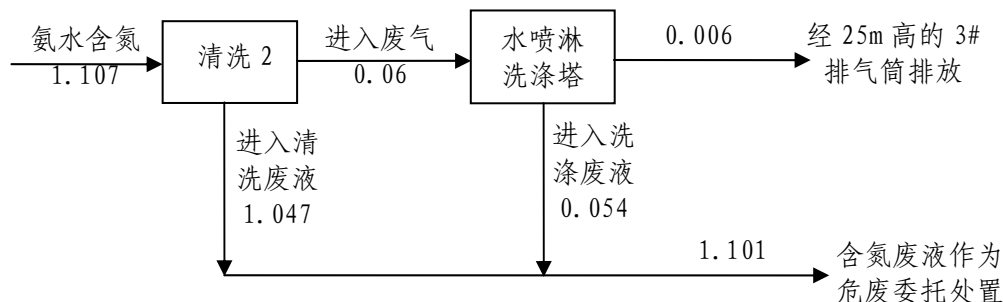 氨水含氮
1.107
清洗 2
进入废气
0.06
水喷淋
洗涤塔
0.006
经 25m 高的 3#
排气筒排放
进入清
洗废液
1.047
进入洗
涤废液
0.054
1.101
含氮废液作为
危废委托处置